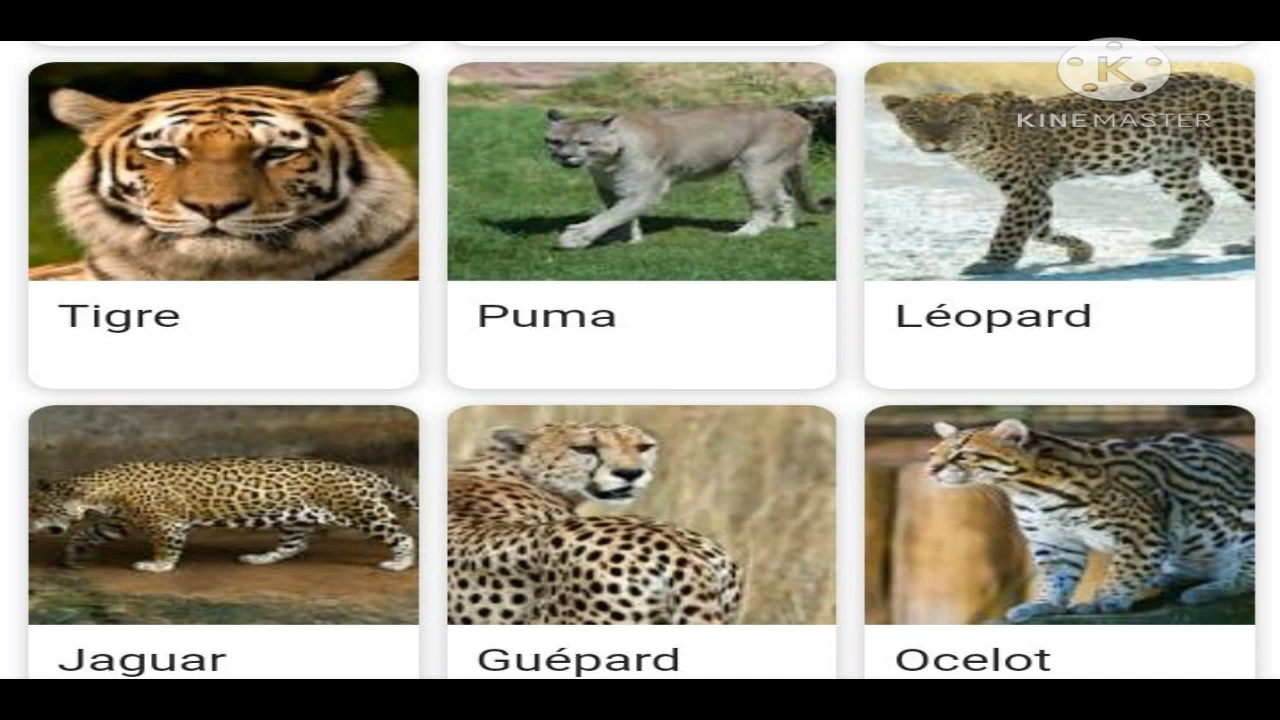 K
KINEMASTER
Tigre
Puma
Léopard
Jaguar
Guépard
Ocelot